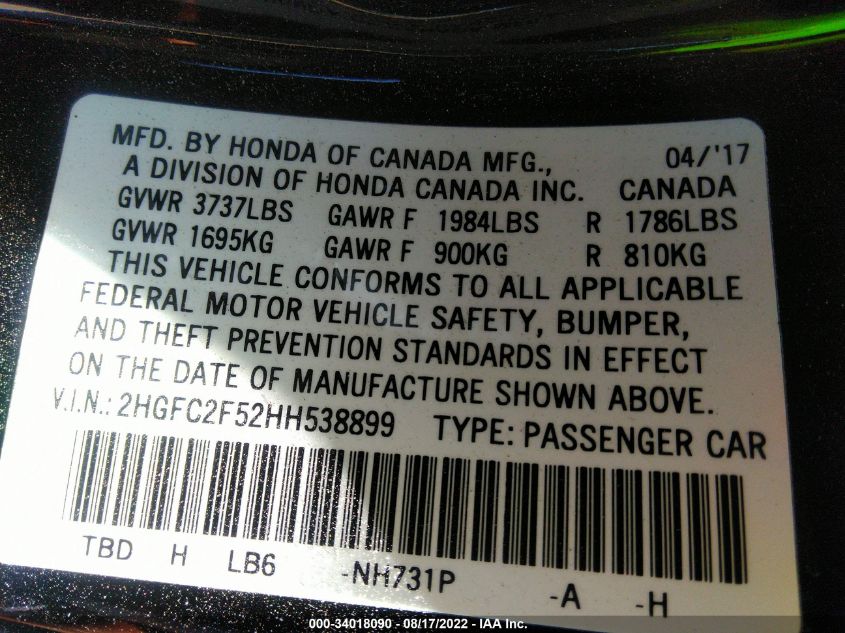 MFD. BY HONDA OF CANADA MFG., 04/'17
A DIVISION OF HONDA CANADA INC. CANADA
GVWR 3737LBS GAWR F 1984LBS R 1786LBS
GVWR 1695KG GAWR F 900KG R 810KG
THIS VEHICLE CONFORMS TO ALL APPLICABLE
FEDERAL MOTOR VEHICLE SAFETY, BUMPER,
AND THEFT PREVENTION STANDARDS IN EFFECT
ON THE DATE OF MANUFACTURE SHOWN ABOVE.
V.I.N.: 2HGFC2F52HH538899 TYPE: PASSENGER CAR
TBD H LB6 -NH731P -A -H
000-34018090 - 08/17/2022 - IAA Inc.